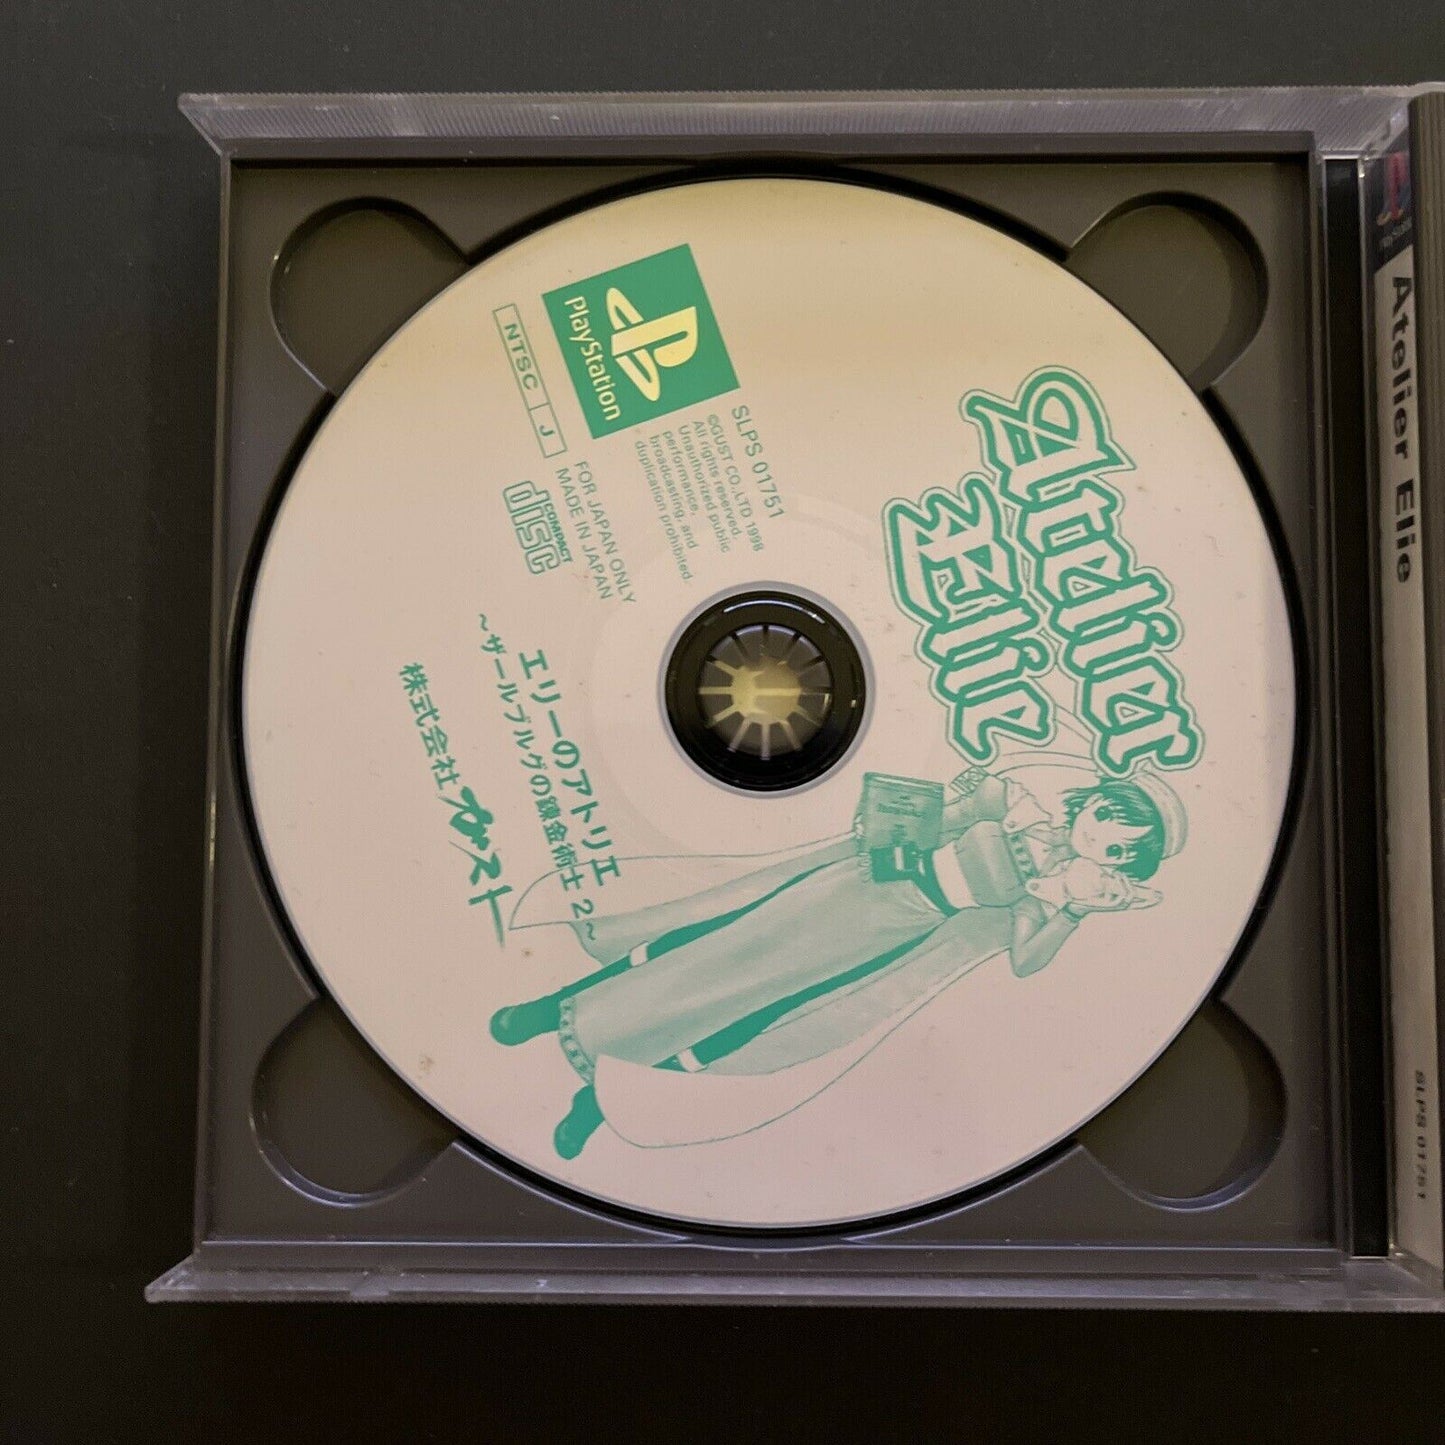 PlayStation
NTSC J
SLPS 01751
©GUST CO.,LTD 1998
All rights reserved.
Unauthorized public
performance,
broadcasting, and
duplication prohibited.
FOR JAPAN ONLY
MADE IN JAPAN
COMPACT
disc
Atelier
Elie
エリーのアトリエ
～ザールブルグの錬金術士 2～
株式会社ガスト
PlayStation
Atelier Elie
SLPS 01751